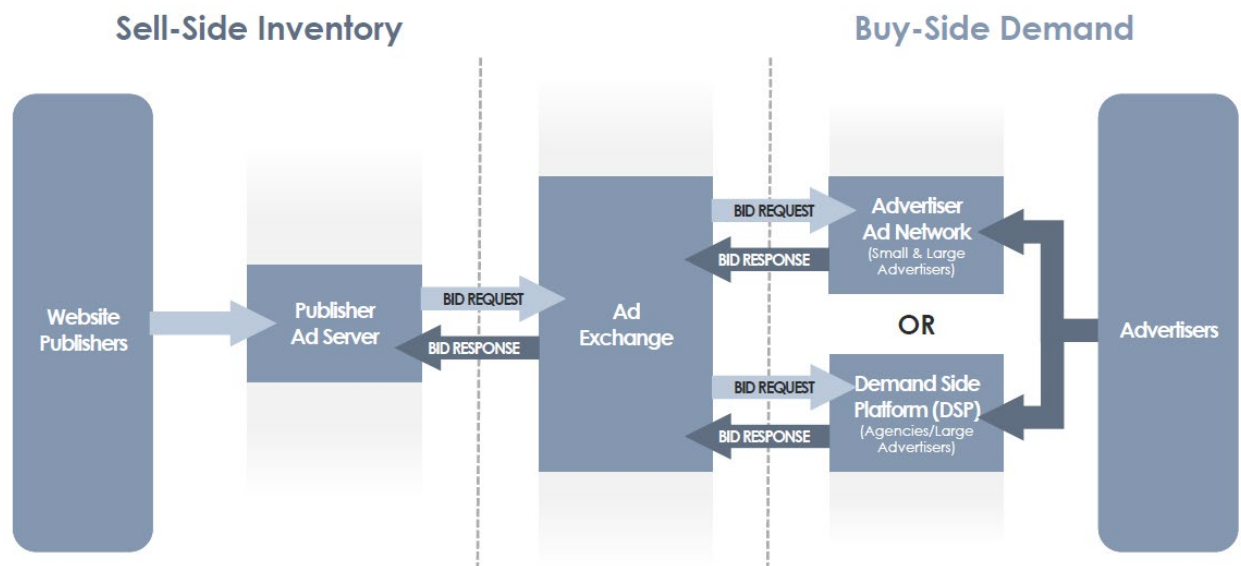 Sell-Side Inventory
Buy-Side Demand
Website
Publishers
Publisher
Ad Server
BID REQUEST
BID RESPONSE
Ad
Exchange
BID REQUEST
BID RESPONSE
BID REQUEST
BID RESPONSE
Advertiser
Ad Network
(Small & Large
Advertisers)
OR
Demand Side
Platform (DSP)
(Agencies/Large
Advertisers)
Advertisers